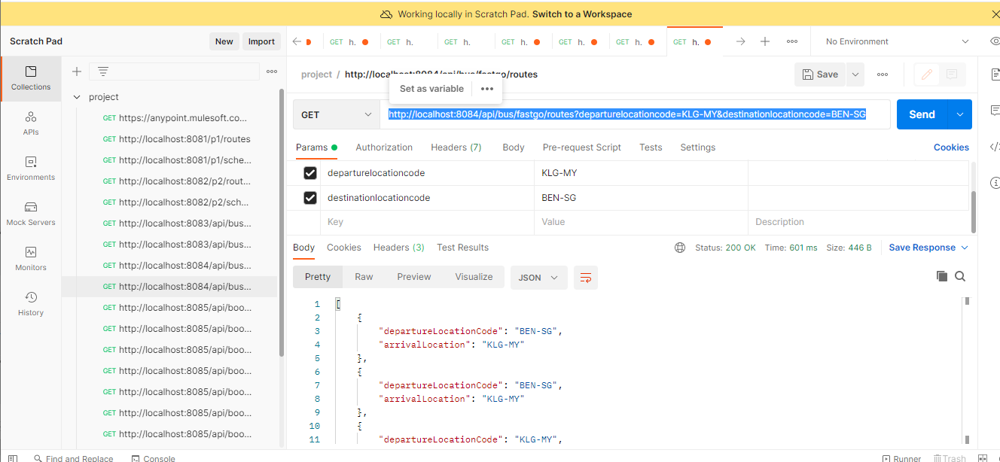 Working locally in Scratch Pad. Switch to a Workspace
Scratch Pad
New
Import
GET h.
GET h.
GET h.
GET h.
GET h.
GET h.
GET h.
No Environment
Collections
APIs
Environments
Mock Servers
Monitors
History
project
GET https://anypoint.mulesoft.co...
GET http://localhost:8081/p1/routes
GET http://localhost:8081/p1/sche...
GET http://localhost:8082/p2/rout...
GET http://localhost:8082/p2/sch...
GET http://localhost:8083/api/bus...
GET http://localhost:8083/api/bus...
GET http://localhost:8084/api/bus...
GET http://localhost:8084/api/bus...
GET http://localhost:8085/api/boo...
GET http://localhost:8085/api/boo...
GET http://localhost:8085/api/boo...
GET http://localhost:8085/api/boo...
GET http://localhost:8085/api/boo...
GET http://localhost:8085/api/boo...
GET http://localhost:8085/api/boo...
project / http://localhost:8084/api/bus/fastgo/routes
Save
Set as variable
GET
http://localhost:8084/api/bus/fastgo/routes?departurelocationcode=KLG-MY&destinationlocationcode=BEN-SG
Send
Params
Authorization
Headers (7)
Body
Pre-request Script
Tests
Settings
Cookies
departurelocationcode KLG-MY
destinationlocationcode BEN-SG
Key Value Description
Body
Cookies
Headers (3)
Test Results
Status: 200 OK
Time: 601 ms
Size: 446 B
Save Response
Pretty
Raw
Preview
Visualize
JSON
1 [
2 {
3 "departureLocationCode": "BEN-SG",
4 "arrivalLocation": "KLG-MY"
5 },
6 {
7 "departureLocationCode": "BEN-SG",
8 "arrivalLocation": "KLG-MY"
9 },
10 {
11 "departureLocationCode": "KLG-MY",
Find and Replace
Console
Runner
Trash